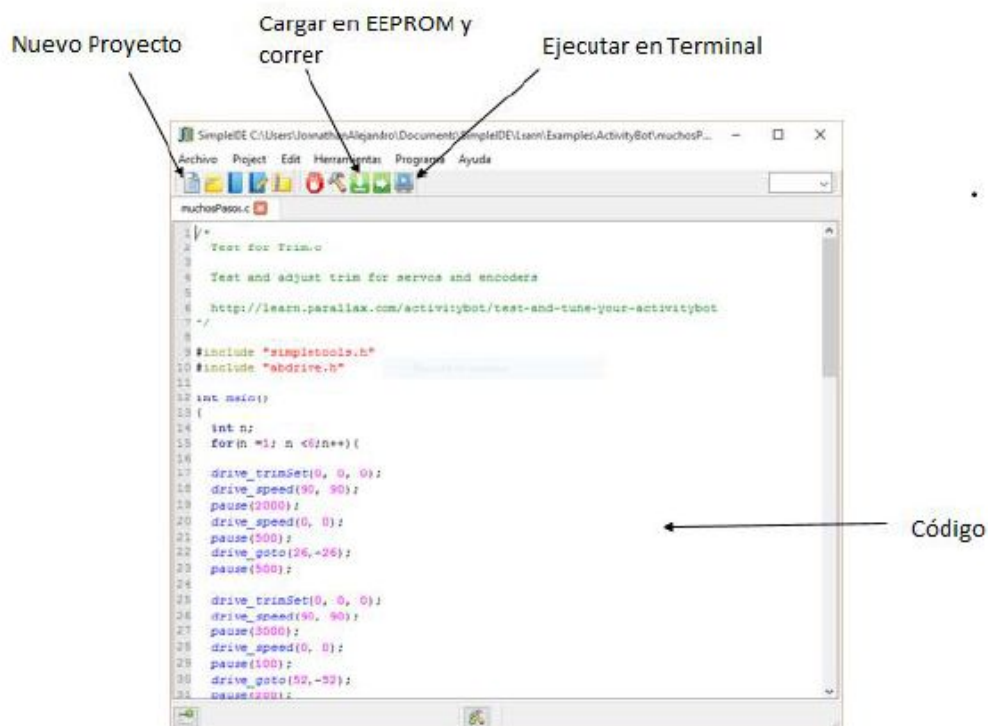 Nuevo Proyecto
Cargar en EEPROM y
correr
Ejecutar en Terminal
SimpleIDE C:\Users\JonnathanAlejandro\Documents\SimpleIDE\Learn\Examples\ActivityBot\muchosP...
Archivo Project Edit Herramientas Programa Ayuda
muchosPasos.c
1 /*
2 Test for Trim.c
3
4 Test and adjust trim for servos and encoders
5
6 http://learn.parallax.com/activitybot/test-and-tune-your-activitybot
7 */
8
9 #include "simpletools.h"
10 #include "abdrive.h"
11
12 int main()
13 {
14 int n;
15 for(n =1; n <6;n++){
16
17 drive_trimSet(0, 0, 0);
18 drive_speed(90, 90);
19 pause(2000);
20 drive_speed(0, 0);
21 pause(500);
22 drive_goto(26,-26);
23 pause(500);
24
25 drive_trimSet(0, 0, 0);
26 drive_speed(90, 90);
27 pause(3000);
28 drive_speed(0, 0);
29 pause(100);
30 drive_goto(52,-52);
31 pause(200);
Código